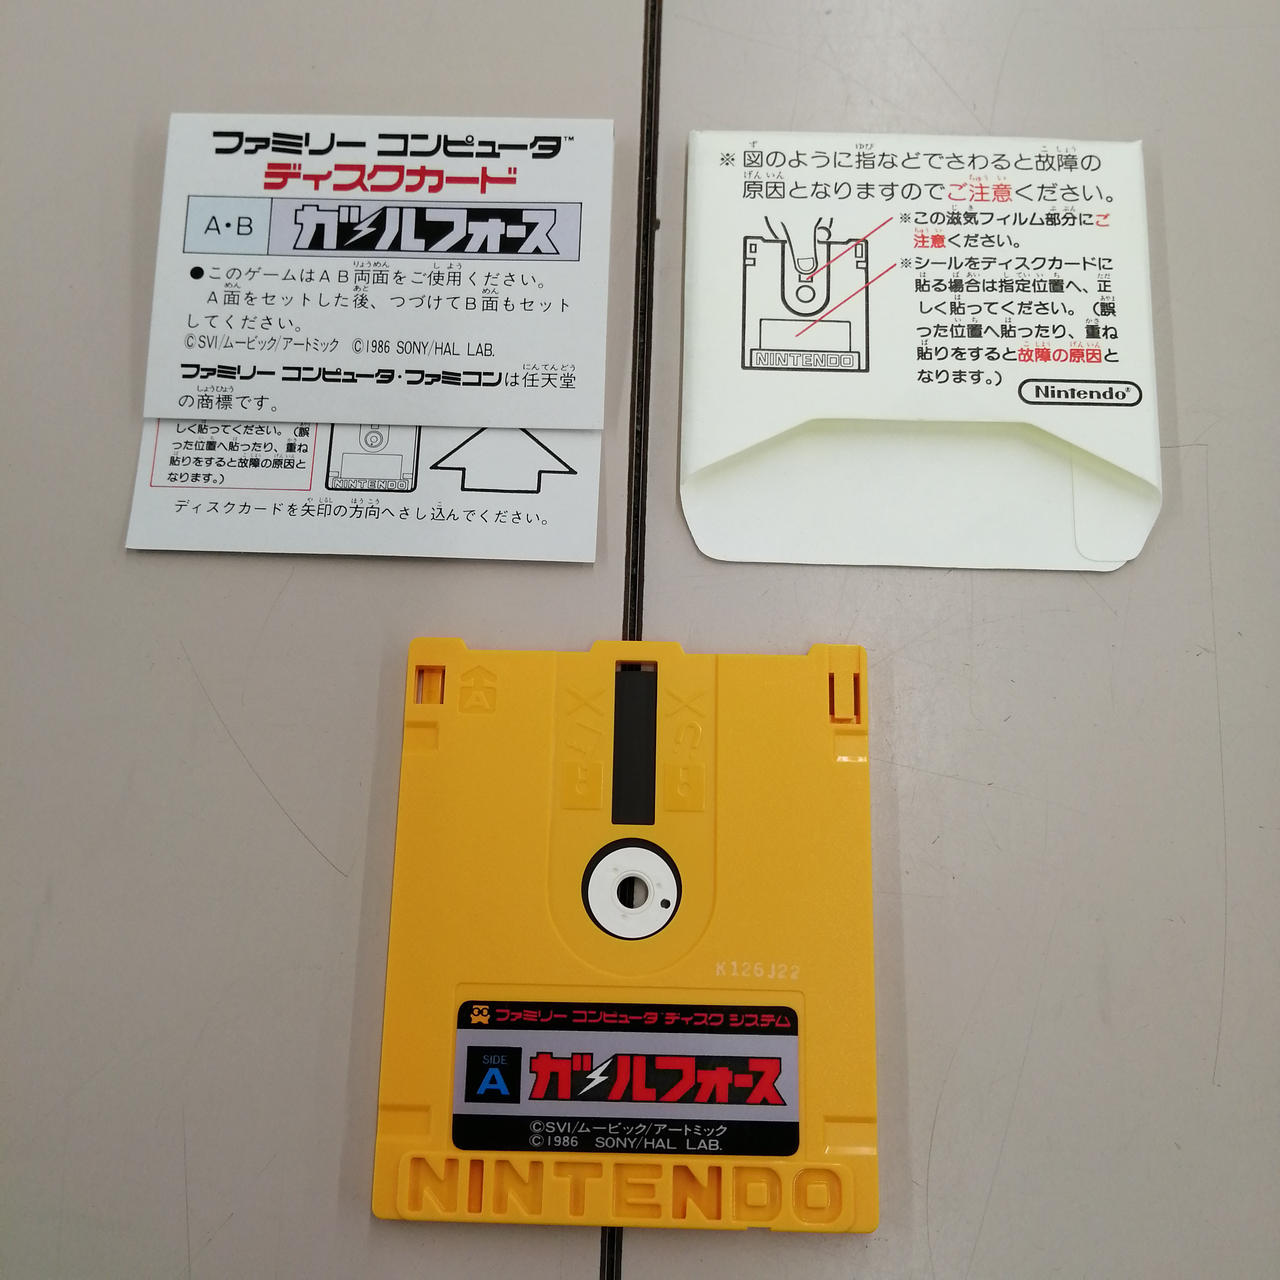 ファミリー コンピュータ™
ディスクカード
A・B ガールフォース
●このゲームはAB両面をご使用ください。
A面をセットした後、つづけてB面もセット
してください。
©SVI/ムービック/アートミック ©1986 SONY/HAL LAB.
ファミリー コンピュータ・ファミコンは任天堂
の商標です。
しく貼ってください。(誤
った位置へ貼ったり、重ね
貼りをすると故障の原因と
なります。)
NINTENDO
ディスクカードを矢印の方向へさし込んでください。
※図のように指などでさわると故障の
原因となりますのでご注意ください。
※この磁気フィルム部分にご
注意ください。
※シールをディスクカードに
貼る場合は指定位置へ、正
しく貼ってください。(誤
った位置へ貼ったり、重ね
貼りをすると故障の原因と
なります。)
NINTENDO
Nintendo®
A
K126J22
ファミリー コンピュータ™ ディスク システム
SIDE
A ガールフォース
©SVI/ムービック/アートミック
©1986 SONY/HAL LAB.
NINTENDO